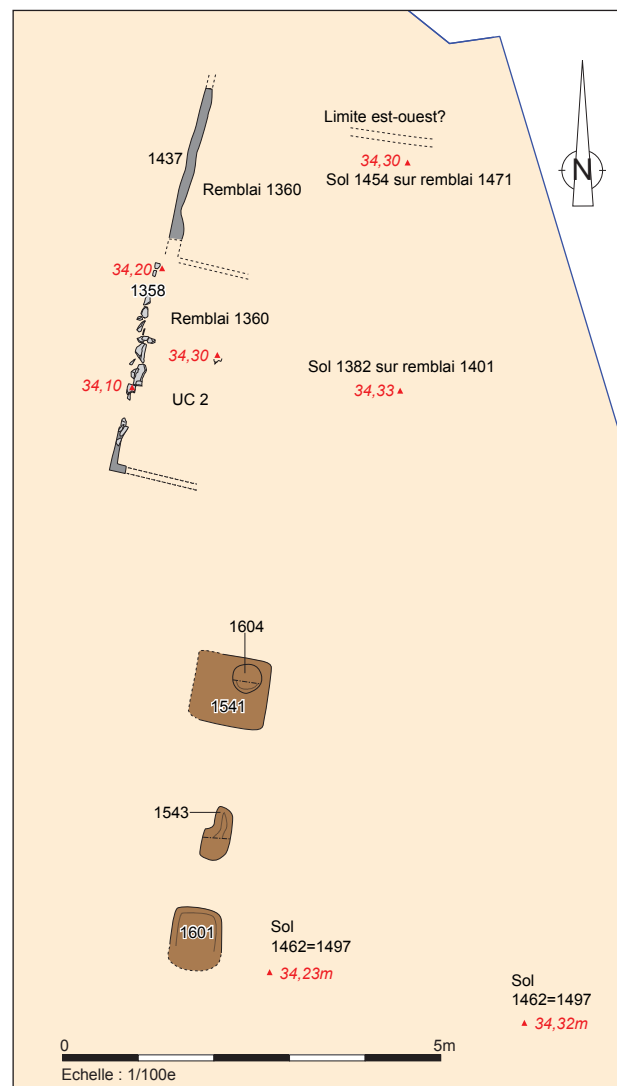 Limite est-ouest?
N
1437
34,30
Remblai 1360
Sol 1454 sur remblai 1471
34,20
1358
Remblai 1360
34,30
Sol 1382 sur remblai 1401
34,10
UC 2
34,33
1604
1541
1543
1601
Sol
1462=1497
34,23m
Sol
1462=1497
34,32m
0
5m
Echelle : 1/100e